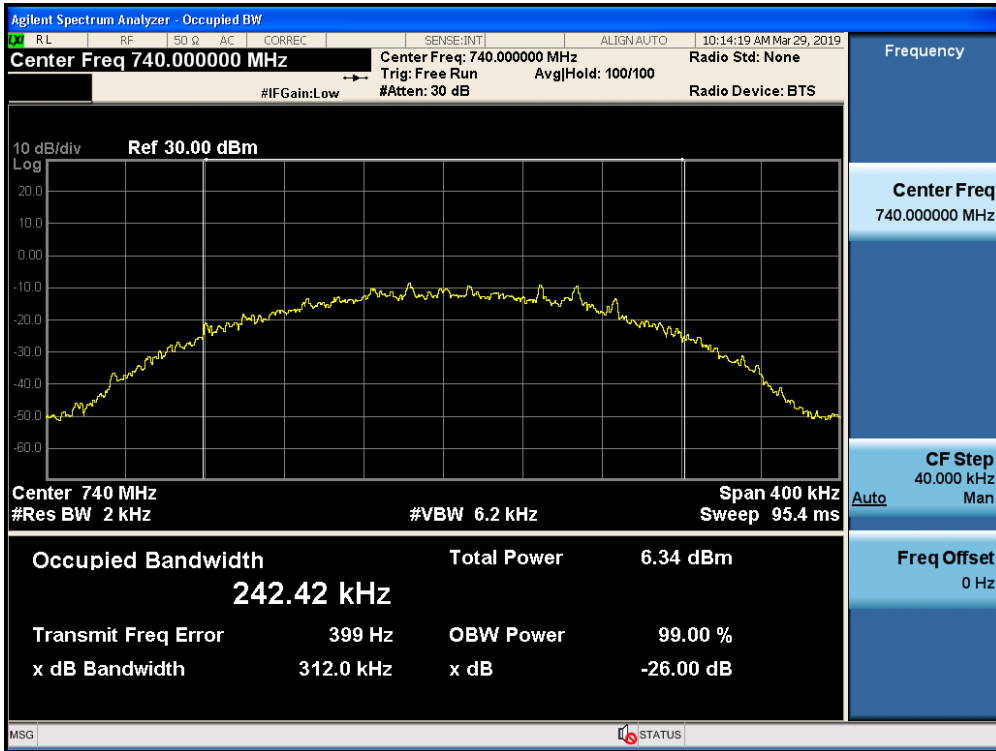 Agilent Spectrum Analyzer - Occupied BW
LXI RL RF 50 Ω AC CORREC SENSE:INT ALIGN AUTO 10:14:19 AM Mar 29, 2019
Center Freq 740.000000 MHz
Center Freq: 740.000000 MHz Radio Std: None
Trig: Free Run Avg|Hold: 100/100
#IFGain:Low #Atten: 30 dB Radio Device: BTS
10 dB/div Ref 30.00 dBm
Log
20.0
10.0
0.00
-10.0
-20.0
-30.0
-40.0
-50.0
-60.0
Center 740 MHz Span 400 kHz
#Res BW 2 kHz #VBW 6.2 kHz Sweep 95.4 ms
Occupied Bandwidth Total Power 6.34 dBm
242.42 kHz
Transmit Freq Error 399 Hz OBW Power 99.00 %
x dB Bandwidth 312.0 kHz x dB -26.00 dB
MSG STATUS
Frequency
Center Freq
740.000000 MHz
CF Step
40.000 kHz
Auto Man
Freq Offset
0 Hz